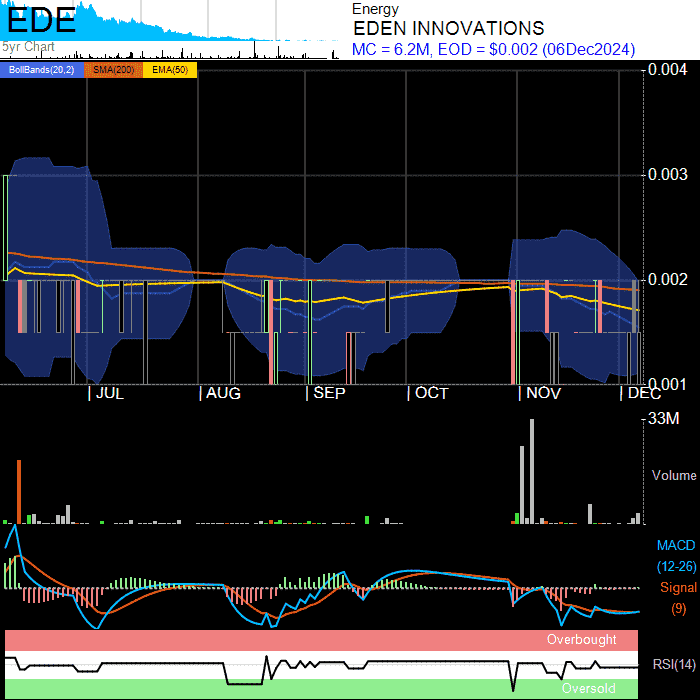 EDE
5yr Chart
Energy
EDEN INNOVATIONS
MC = 6.2M, EOD = $0.002 (06Dec2024)
BollBands(20,2) SMA(200) EMA(50)
0.004
0.003
0.002
0.001
JUL AUG SEP OCT NOV DEC
33M
Volume
MACD
(12-26)
Signal
(9)
Overbought
RSI(14)
Oversold